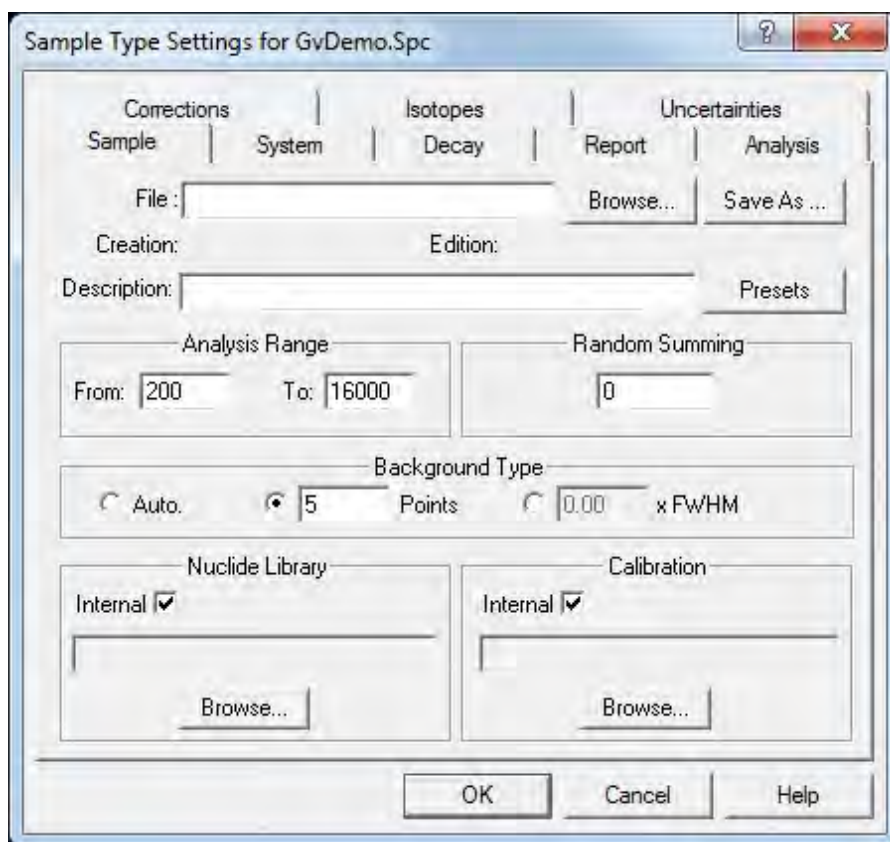 Sample Type Settings for GvDemo.Spc
? X
Corrections Isotopes Uncertainties
Sample System Decay Report Analysis
File : Browse... Save As ...
Creation: Edition:
Description: Presets
Analysis Range Random Summing
From: 200 To: 16000 0
Background Type
Auto. 5 Points 0.00 x FWHM
Nuclide Library Calibration
Internal Internal
Browse... Browse...
OK Cancel Help